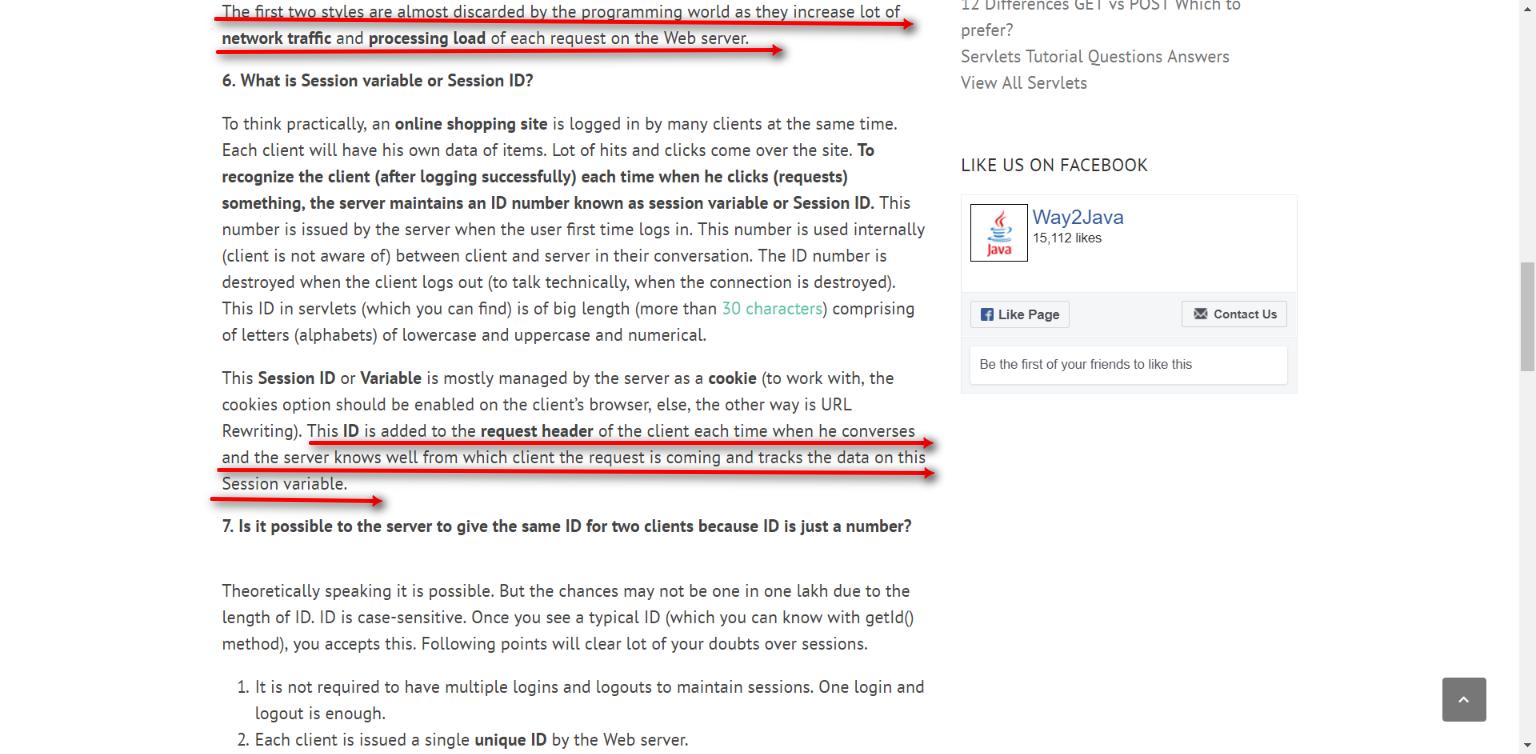 The first two styles are almost discarded by the programming world as they increase lot of
network traffic and processing load of each request on the Web server.
6. What is Session variable or Session ID?
To think practically, an online shopping site is logged in by many clients at the same time.
Each client will have his own data of items. Lot of hits and clicks come over the site. To
recognize the client (after logging successfully) each time when he clicks (requests)
something, the server maintains an ID number known as session variable or Session ID. This
number is issued by the server when the user first time logs in. This number is used internally
(client is not aware of) between client and server in their conversation. The ID number is
destroyed when the client logs out (to talk technically, when the connection is destroyed).
This ID in servlets (which you can find) is of big length (more than 30 characters) comprising
of letters (alphabets) of lowercase and uppercase and numerical.
This Session ID or Variable is mostly managed by the server as a cookie (to work with, the
cookies option should be enabled on the client’s browser, else, the other way is URL
Rewriting). This ID is added to the request header of the client each time when he converses
and the server knows well from which client the request is coming and tracks the data on this
Session variable.
7. Is it possible to the server to give the same ID for two clients because ID is just a number?
Theoretically speaking it is possible. But the chances may not be one in one lakh due to the
length of ID. ID is case-sensitive. Once you see a typical ID (which you can know with getId()
method), you accepts this. Following points will clear lot of your doubts over sessions.
1. It is not required to have multiple logins and logouts to maintain sessions. One login and
logout is enough.
2. Each client is issued a single unique ID by the Web server.
12 Differences GET vs POST Which to
prefer?
Servlets Tutorial Questions Answers
View All Servlets
LIKE US ON FACEBOOK
Java
Way2Java
15,112 likes
Like Page
Contact Us
Be the first of your friends to like this